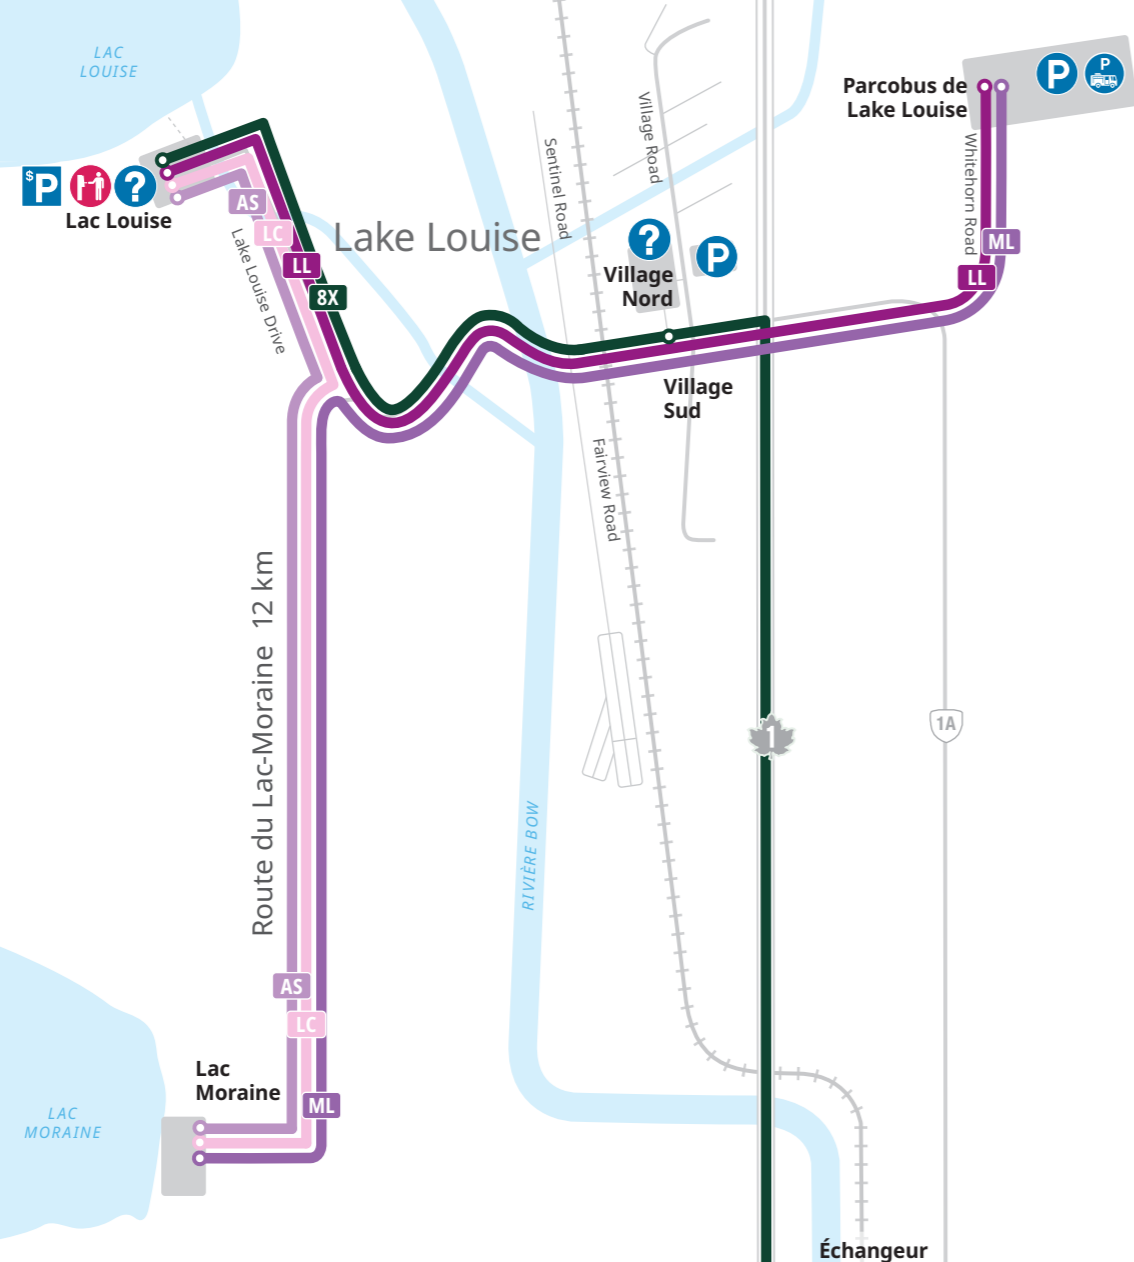 LAC
LOUISE
Parcobus de
Lake Louise
P
P
$P
?
Lac Louise
AS
LC
LL
8X
Lake Louise
Lake Louise Drive
Sentinel Road
Village Road
?
P
Village
Nord
Whitehorn Road
ML
LL
Village
Sud
Fairview Road
Route du Lac-Moraine 12 km
1
1A
RIVIÈRE BOW
AS
LC
ML
Lac
Moraine
LAC
MORAINE
Échangeur